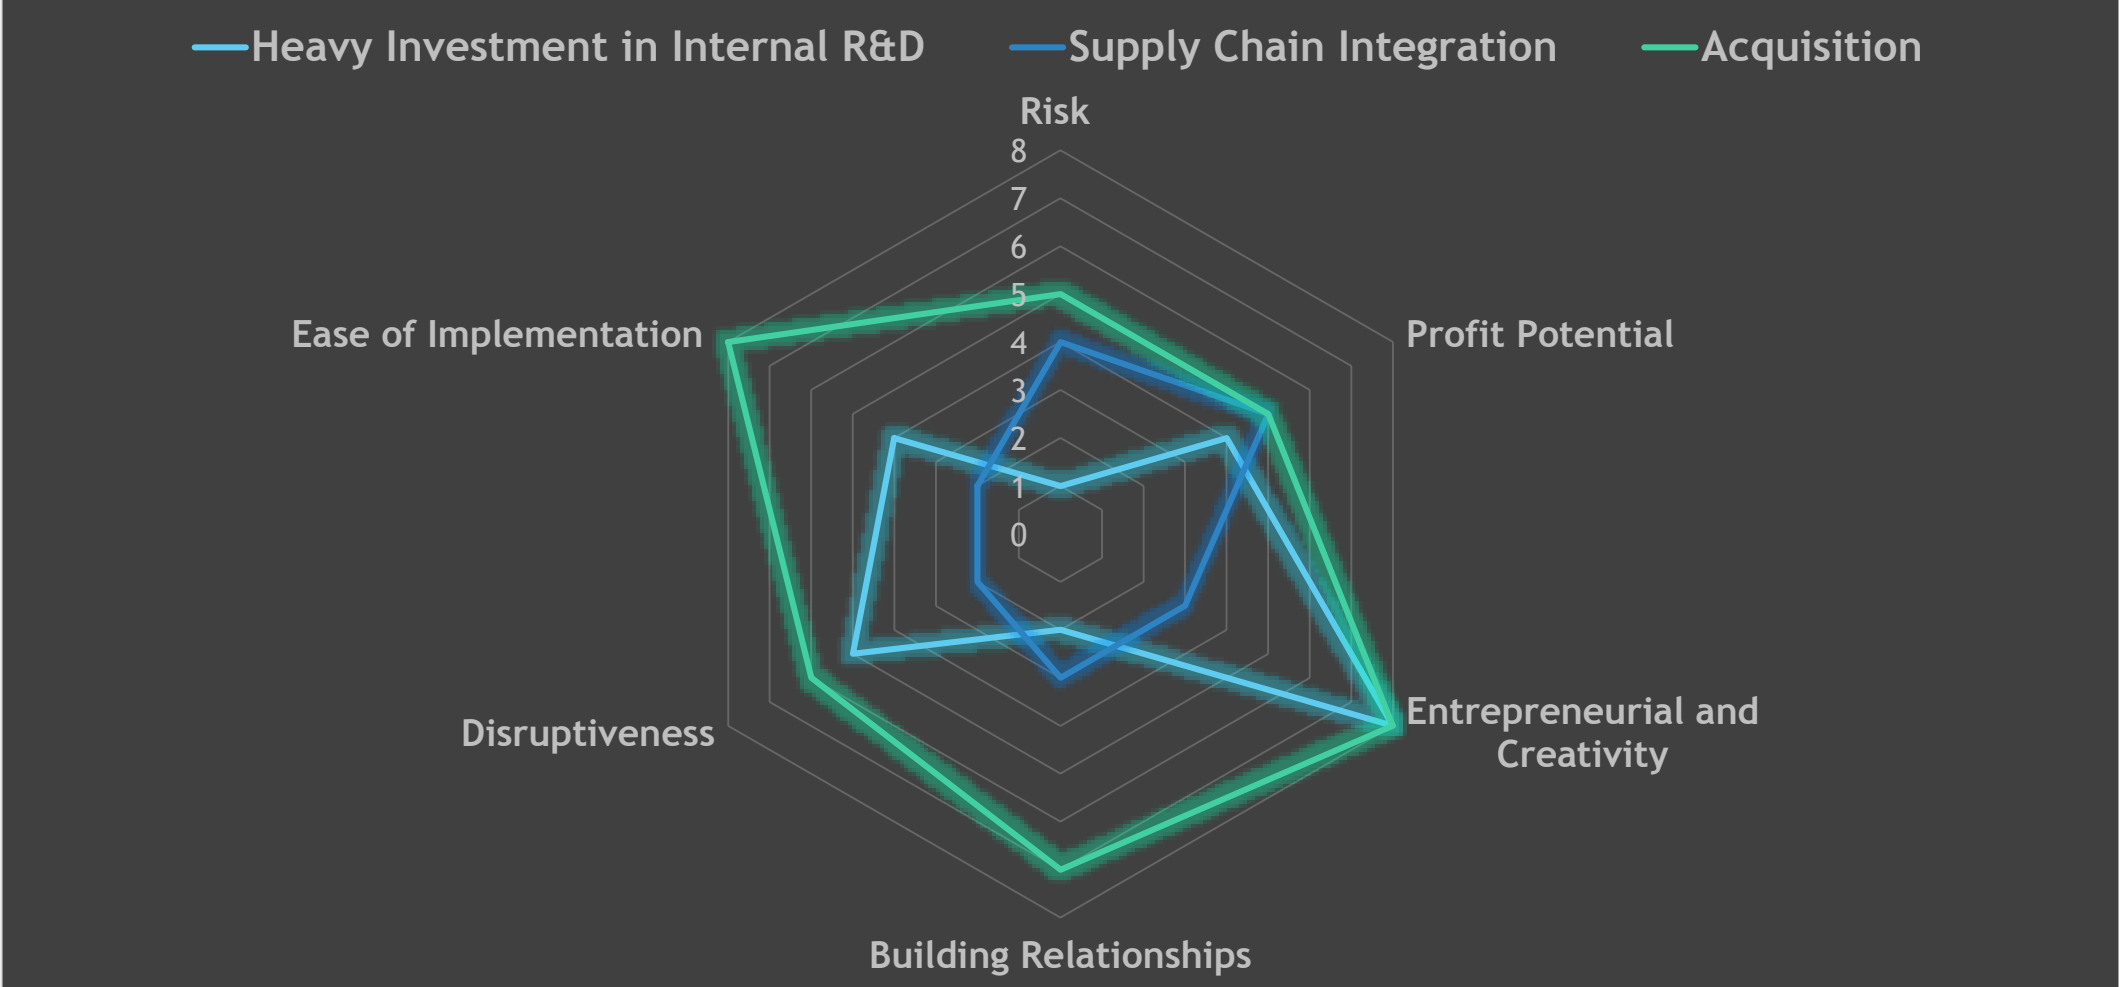 Heavy Investment in Internal R&D Supply Chain Integration Acquisition
Risk
8
7
6
5
4
3
2
1
0
Ease of Implementation
Profit Potential
Disruptiveness
Entrepreneurial and
Creativity
Building Relationships